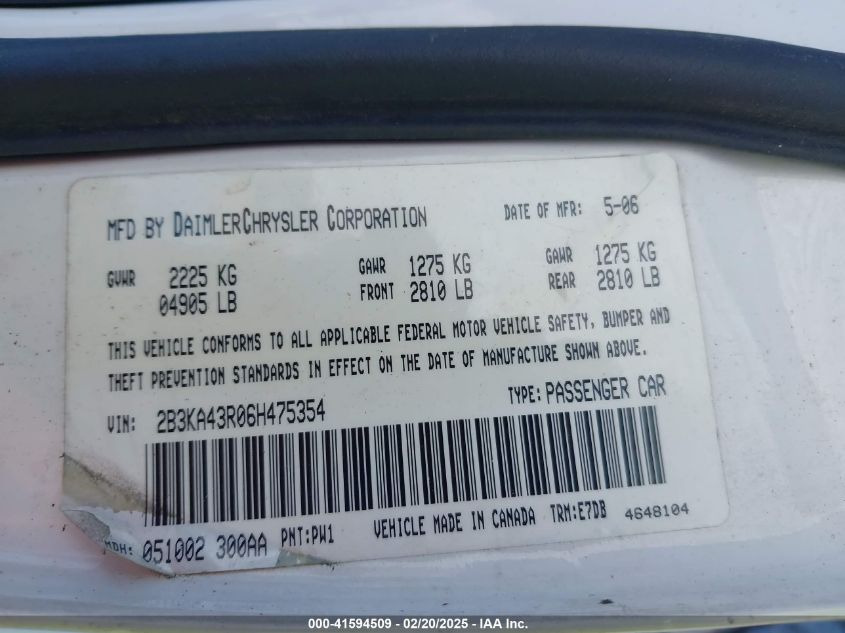 MFD BY DAIMLERCHRYSLER CORPORATION DATE OF MFR: 5-06
GVWR 2225 KG GAWR 1275 KG GAWR 1275 KG
04905 LB FRONT 2810 LB REAR 2810 LB
THIS VEHICLE CONFORMS TO ALL APPLICABLE FEDERAL MOTOR VEHICLE SAFETY, BUMPER AND
THEFT PREVENTION STANDARDS IN EFFECT ON THE DATE OF MANUFACTURE SHOWN ABOVE.
VIN: 2B3KA43R06H475354 TYPE: PASSENGER CAR
MDH: 051002 300AA PNT:PW1 VEHICLE MADE IN CANADA TRM:E7DB 4648104
000-41594509 - 02/20/2025 - IAA Inc.